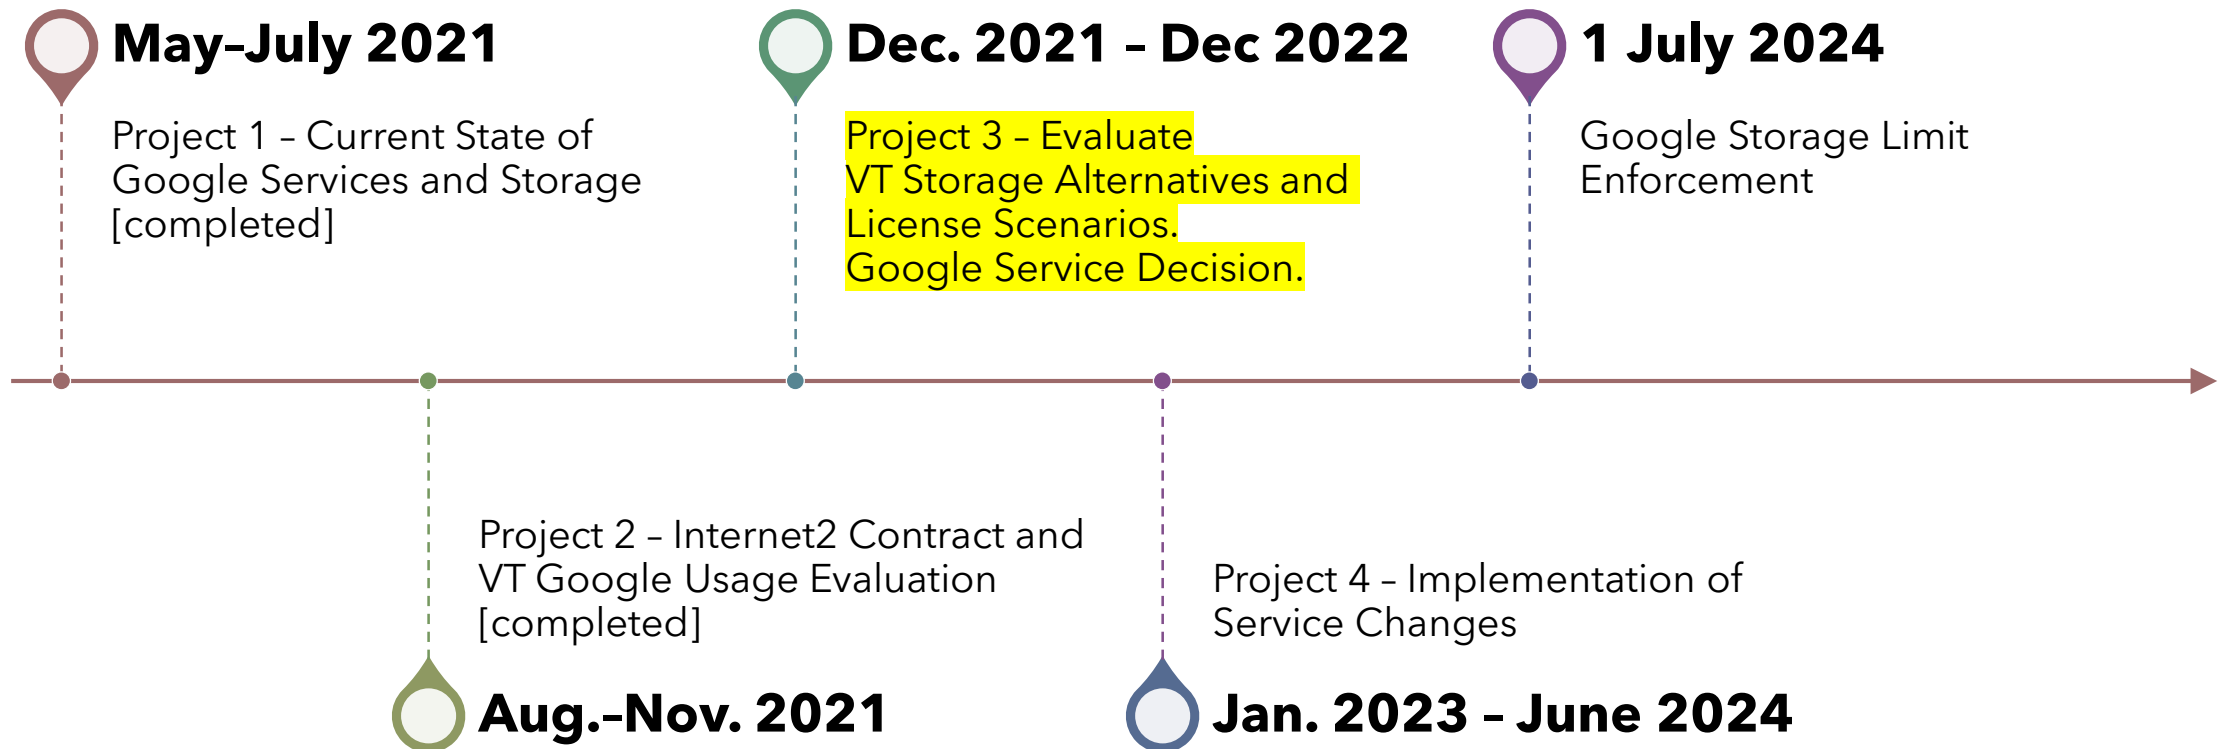 May–July 2021
Project 1 – Current State of
Google Services and Storage
[completed]
Project 2 – Internet2 Contract and
VT Google Usage Evaluation
[completed]
Aug.–Nov. 2021
Dec. 2021 – Dec 2022
Project 3 – Evaluate
VT Storage Alternatives and
License Scenarios.
Google Service Decision.
Project 4 – Implementation of
Service Changes
Jan. 2023 – June 2024
1 July 2024
Google Storage Limit
Enforcement